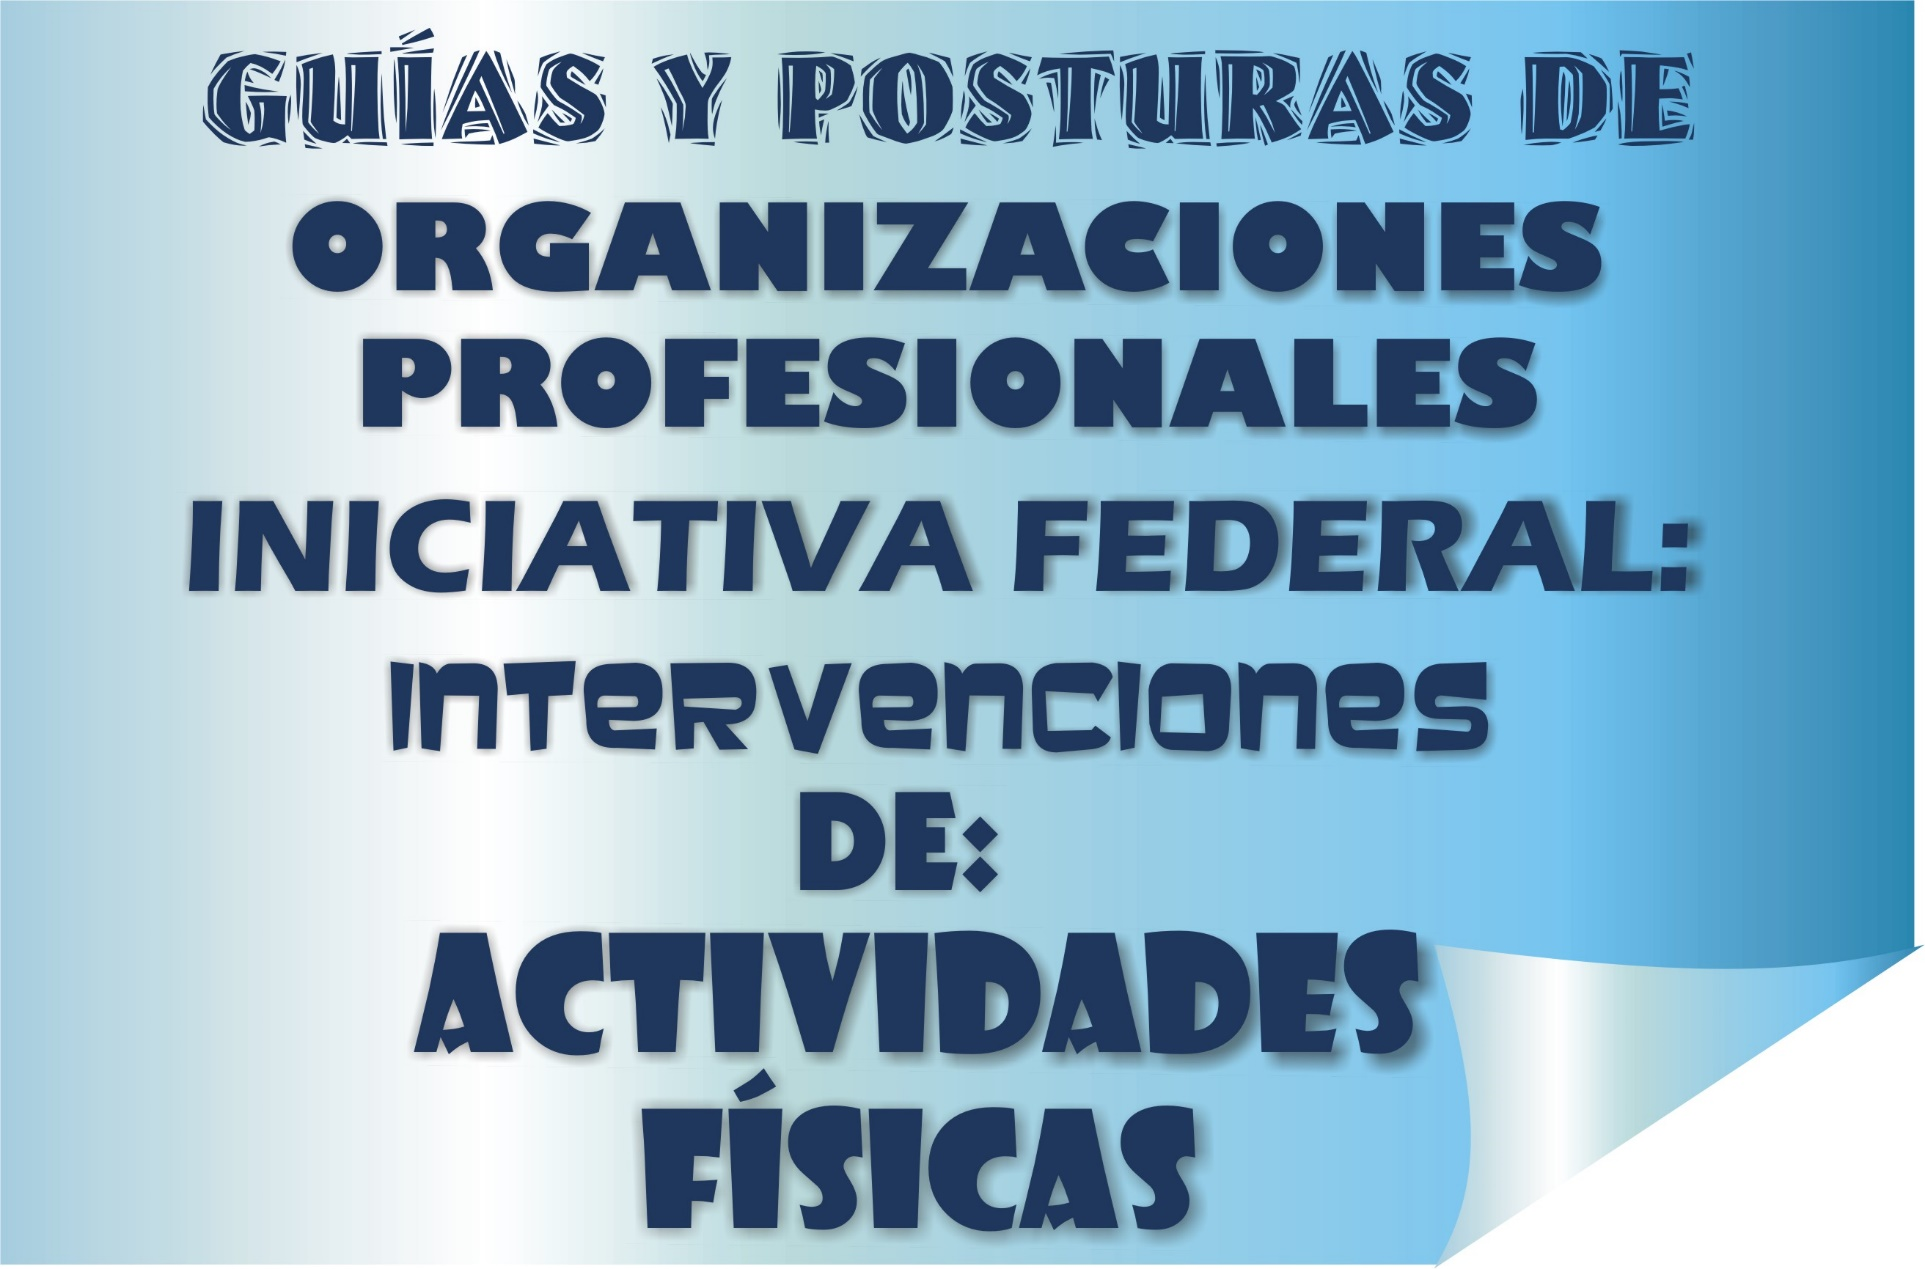 GUÍAS Y POSTURAS DE
ORGANIZACIONES
PROFESIONALES
INICIATIVA FEDERAL:
INTERVENCIONES
DE:
ACTIVIDADES
FÍSICAS